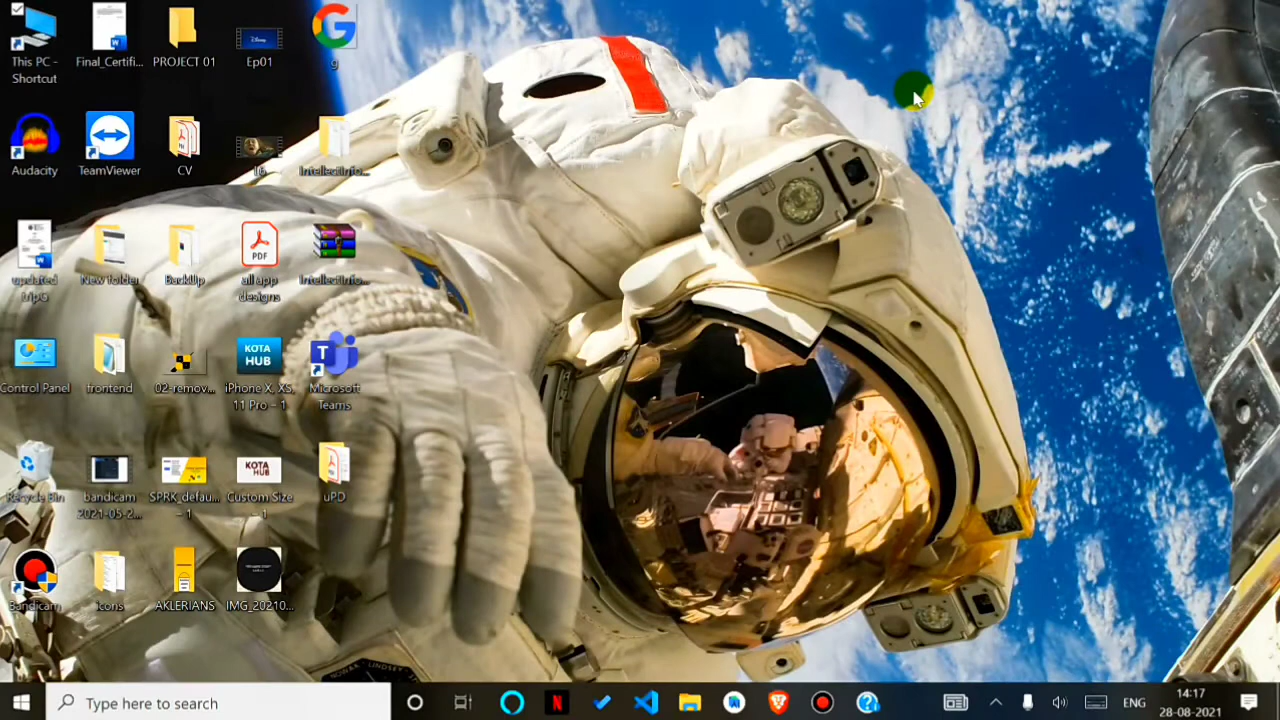 This PC -
Shortcut
Final_Certifi...
PROJECT 01
Ep01
g
Audacity
TeamViewer
CV
16
IntellectInfo...
updated
New folder
BackUp
PDF
all app
designs
IntellectInfo...
Control Panel
frontend
02-remov...
KOTA
HUB
iPhone X, XS,
11 Pro – 1
Microsoft
Teams
Recycle Bin
bandicam
2021-05-2...
SPRK_defau...
– 1
KOTA
HUB
Custom Size
– 1
uPD
Bandicam
Icons
AKLERIANS
IMG_20210...
Type here to search
ENG
14:17
28-08-2021